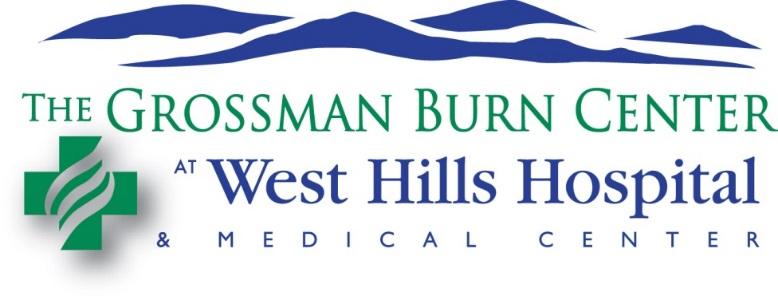 THE GROSSMAN BURN CENTER
AT West Hills Hospital
& MEDICAL CENTER